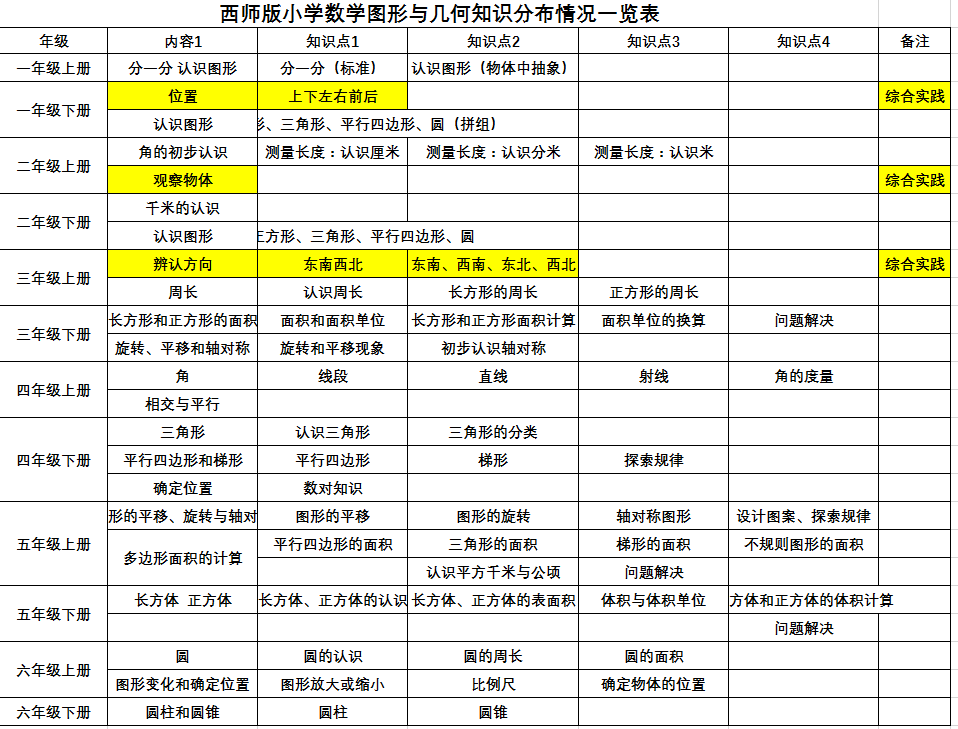 西师版小学数学图形与几何知识分布情况一览表
年级 内容1 知识点1 知识点2 知识点3 知识点4 备注
一年级上册 分一分 认识图形 分一分（标准） 认识图形（物体中抽象）
一年级下册 位置 上下左右前后 综合实践
认识图形 形、三角形、平行四边形、圆（拼组）
二年级上册 角的初步认识 测量长度：认识厘米 测量长度：认识分米 测量长度：认识米
观察物体 综合实践
二年级下册 千米的认识
认识图形 正方形、三角形、平行四边形、圆
三年级上册 辨认方向 东南西北 东南、西南、东北、西北 综合实践
周长 认识周长 长方形的周长 正方形的周长
三年级下册 长方形和正方形的面积 面积和面积单位 长方形和正方形面积计算 面积单位的换算 问题解决
旋转、平移和轴对称 旋转和平移现象 初步认识轴对称
四年级上册 角 线段 直线 射线 角的度量
相交与平行
四年级下册 三角形 认识三角形 三角形的分类
平行四边形和梯形 平行四边形 梯形 探索规律
确定位置 数对知识
五年级上册 形的平移、旋转与轴对 图形的平移 图形的旋转 轴对称图形 设计图案、探索规律
多边形面积的计算 平行四边形的面积 三角形的面积 梯形的面积 不规则图形的面积
认识平方千米与公顷 问题解决
五年级下册 长方体 正方体 长方体、正方体的认识 长方体、正方体的表面积 体积与体积单位 方体和正方体的体积计算
问题解决
六年级上册 圆 圆的认识 圆的周长 圆的面积
图形变化和确定位置 图形放大或缩小 比例尺 确定物体的位置
六年级下册 圆柱和圆锥 圆柱 圆锥